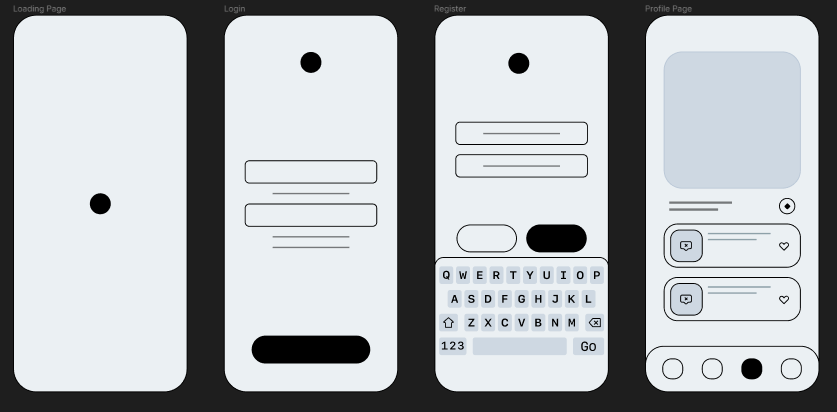 Loading Page
Login
Register
Profile Page
Q W E R T Y U I O P
A S D F G H J K L
Z X C V B N M
123
Go